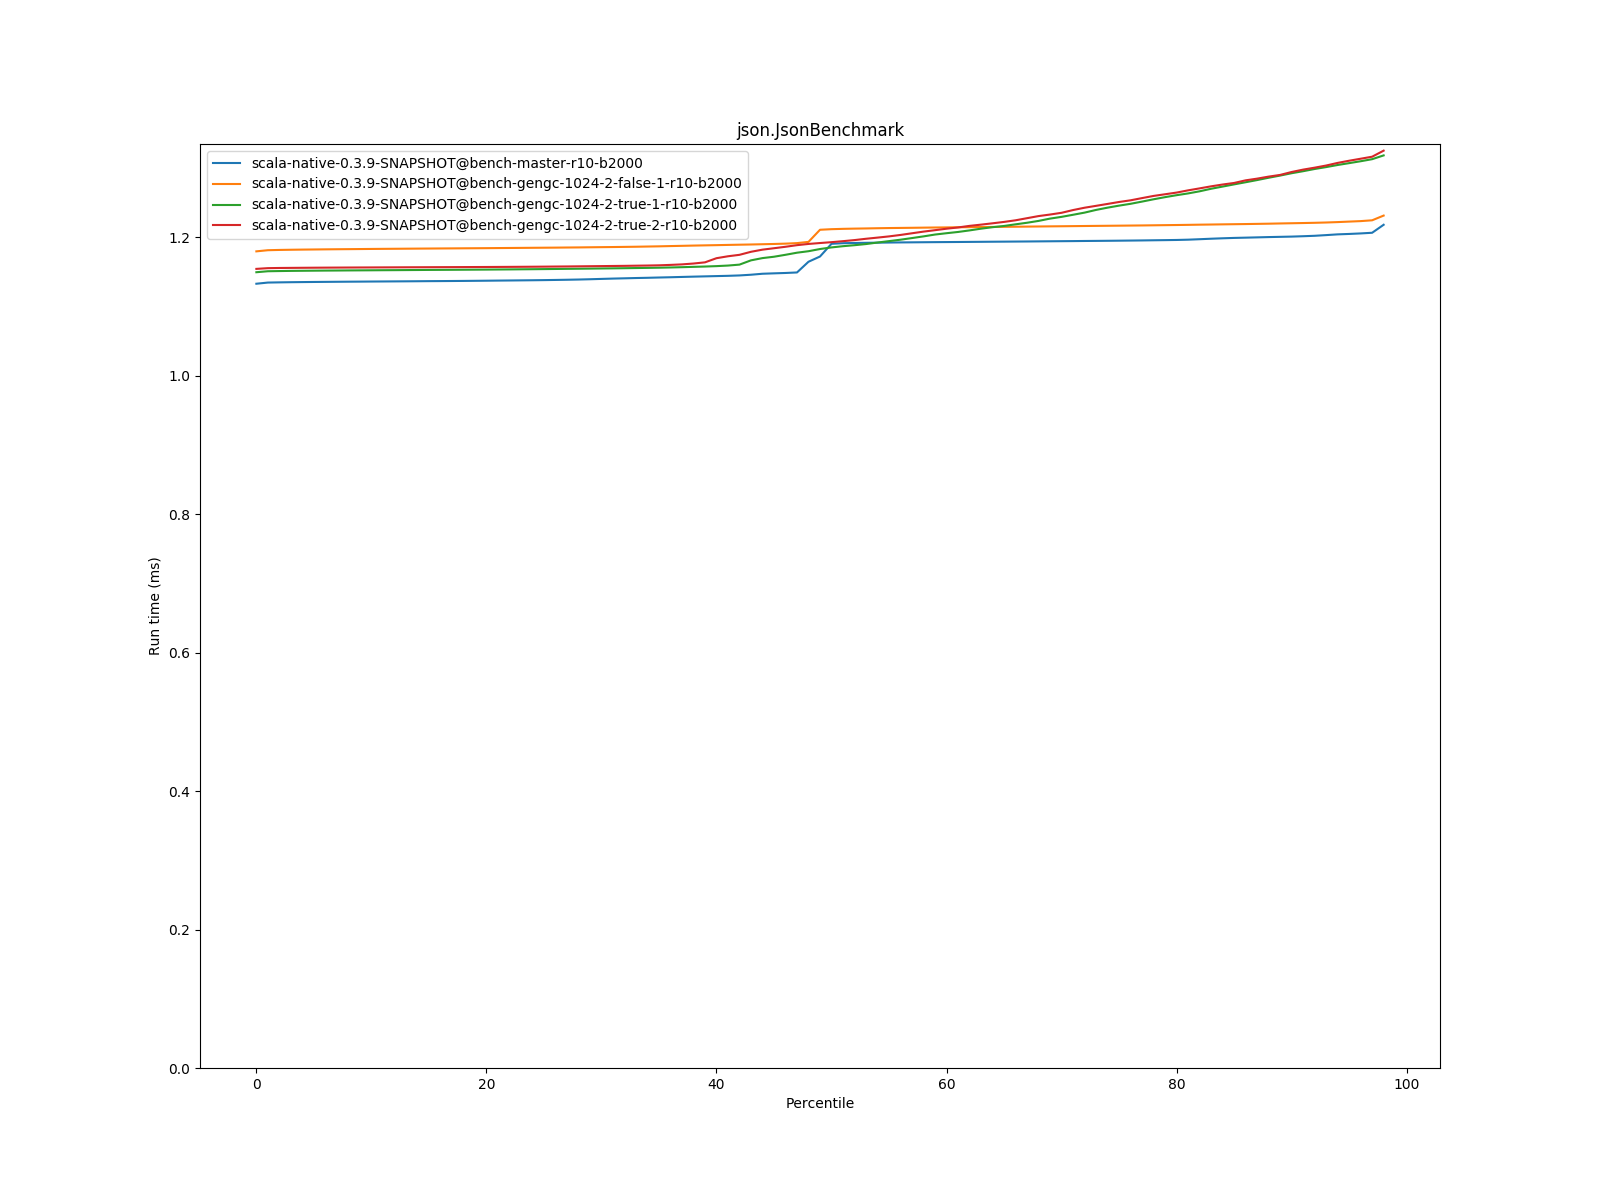 json.JsonBenchmark
scala-native-0.3.9-SNAPSHOT@bench-master-r10-b2000
scala-native-0.3.9-SNAPSHOT@bench-gengc-1024-2-false-1-r10-b2000
scala-native-0.3.9-SNAPSHOT@bench-gengc-1024-2-true-1-r10-b2000
scala-native-0.3.9-SNAPSHOT@bench-gengc-1024-2-true-2-r10-b2000
1.2
1.0
0.8
0.6
0.4
0.2
0.0
Run time (ms)
0 20 40 60 80 100
Percentile